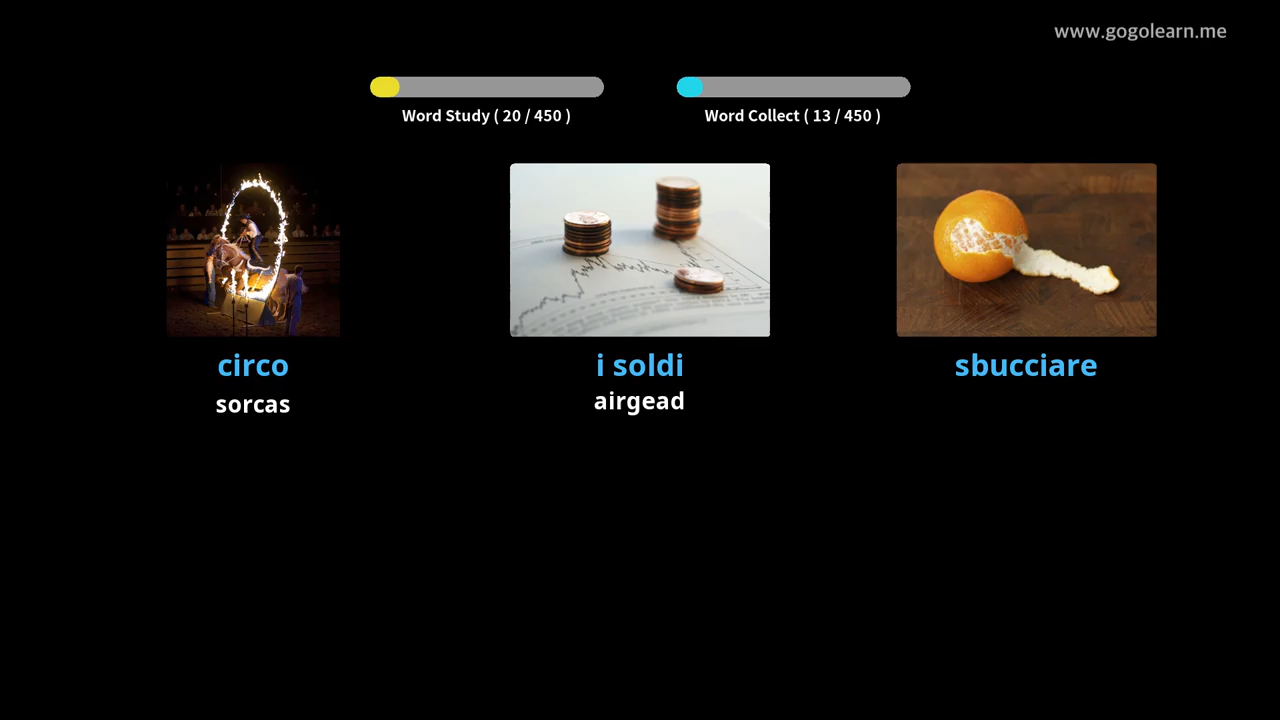 www.gogolearn.me
Word Study ( 20 / 450 )
Word Collect ( 13 / 450 )
circo
i soldi
sbucciare
sorcas
airgead